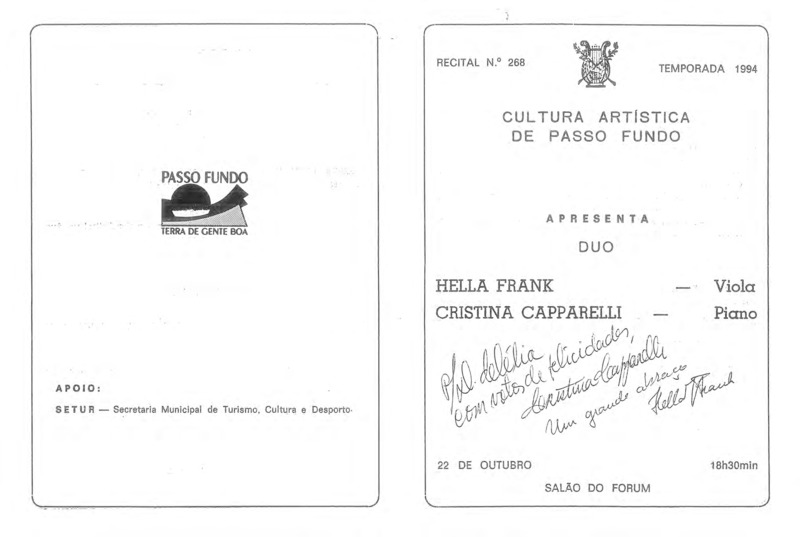 PASSO FUNDO
TERRA DE GENTE BOA
APOIO:
SETUR — Secretaria Municipal de Turismo, Cultura e Desporto.
RECITAL N.º 268
TEMPORADA 1994
CULTURA ARTÍSTICA
DE PASSO FUNDO
APRESENTA
DUO
HELLA FRANK — Viola
CRISTINA CAPPARELLI — Piano
com votos de felicidades,
Cristina Capparelli
Um grande abraço
Hella Frank
22 DE OUTUBRO
18h30min
SALÃO DO FORUM